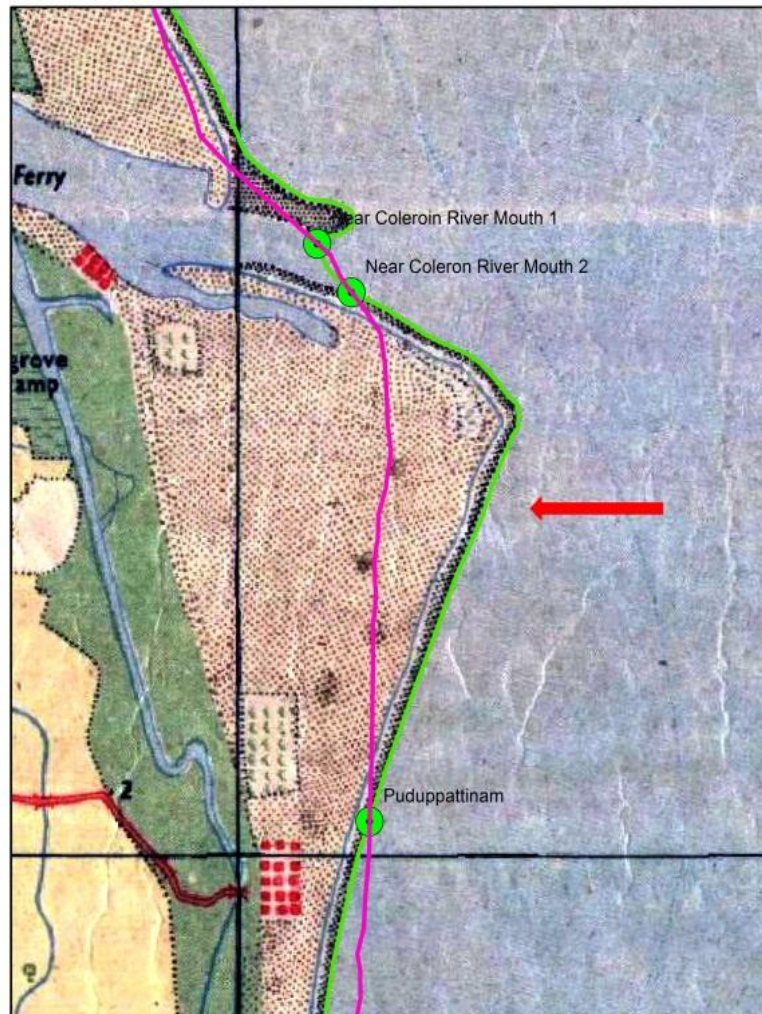 Ferry
Near Coleroin River Mouth 1
Near Coleron River Mouth 2
grove
amp
Puduppattinam
2